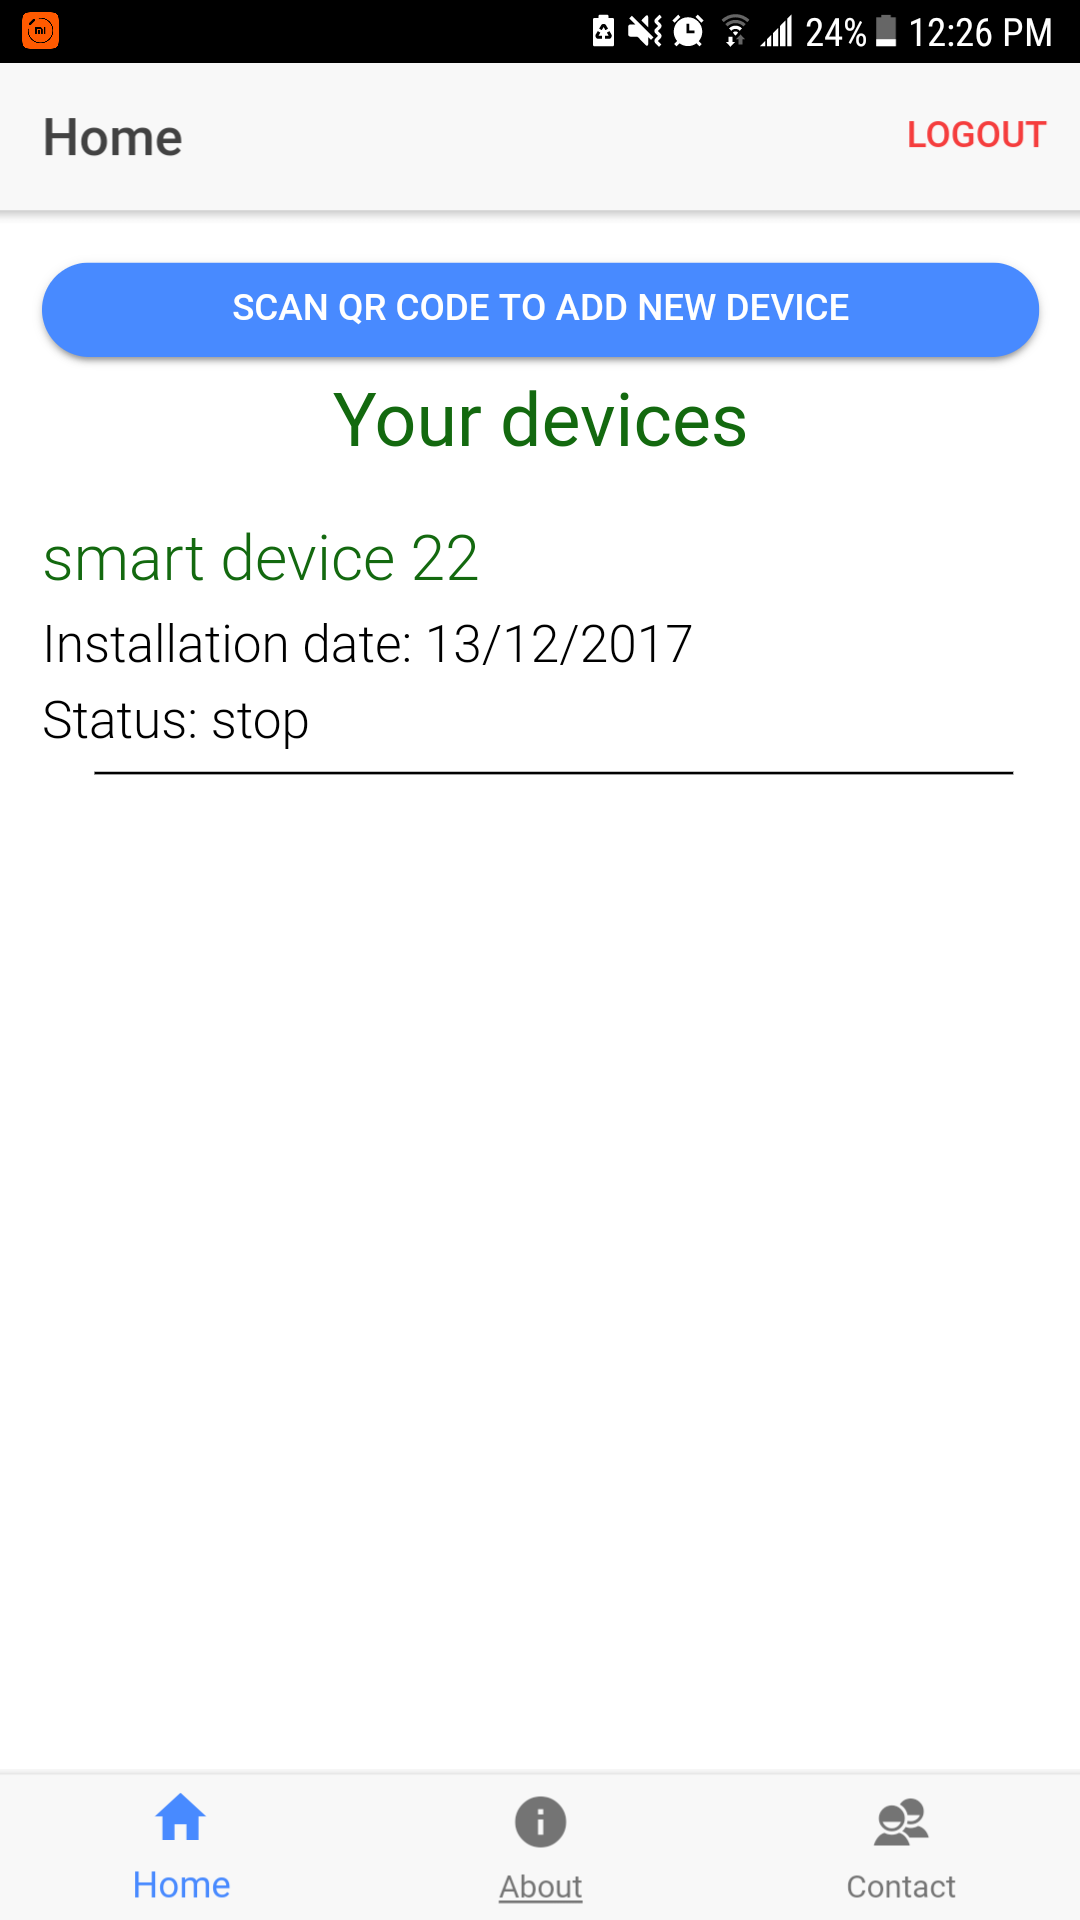 mi
24% 12:26 PM
Home
LOGOUT
SCAN QR CODE TO ADD NEW DEVICE
Your devices
smart device 22
Installation date: 13/12/2017
Status: stop
Home
About
Contact